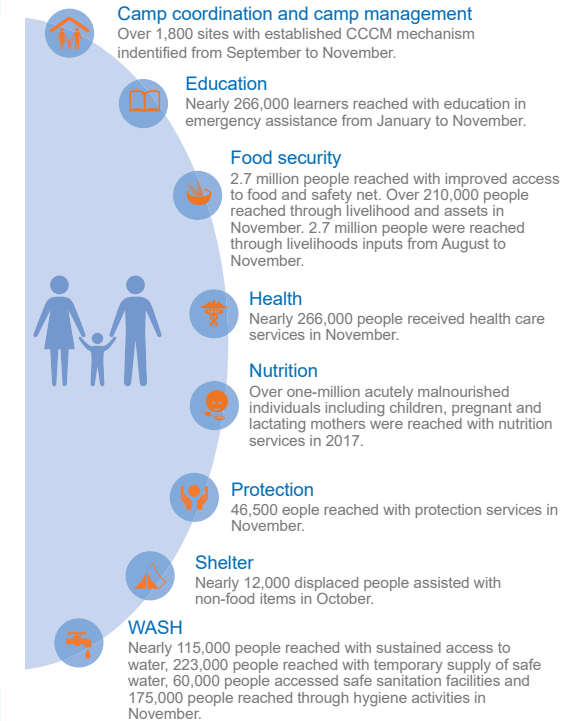 Camp coordination and camp management
Over 1,800 sites with established CCCM mechanism
indentified from September to November.
Education
Nearly 266,000 learners reached with education in
emergency assistance from January to November.
Food security
2.7 million people reached with improved access
to food and safety net. Over 210,000 people
reached through livelihood and assets in
November. 2.7 million people were reached
through livelihoods inputs from August to
November.
Health
Nearly 266,000 people received health care
services in November.
Nutrition
Over one-million acutely malnourished
individuals including children, pregnant and
lactating mothers were reached with nutrition
services in 2017.
Protection
46,500 eople reached with protection services in
November.
Shelter
Nearly 12,000 displaced people assisted with
non-food items in October.
WASH
Nearly 115,000 people reached with sustained access to
water, 223,000 people reached with temporary supply of safe
water, 60,000 people accessed safe sanitation facilities and
175,000 people reached through hygiene activities in
November.